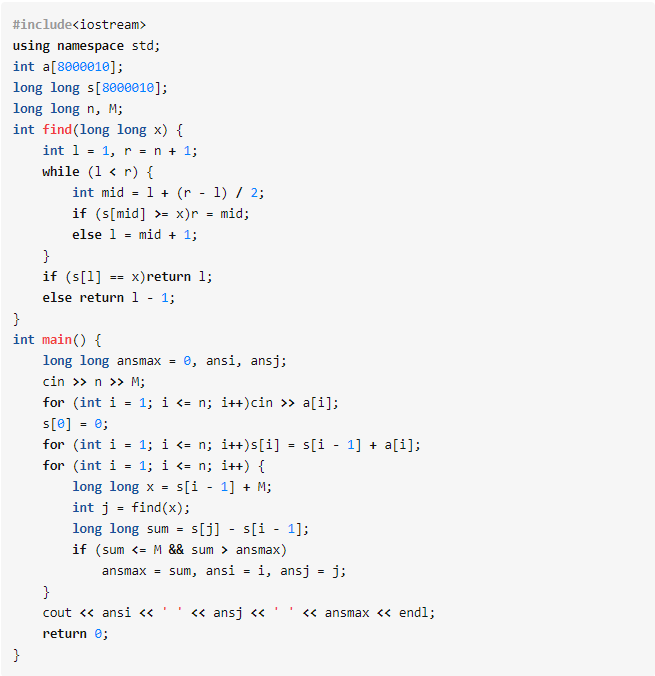 #include<iostream>
using namespace std;
int a[8000010];
long long s[8000010];
long long n, M;
int find(long long x) {
    int l = 1, r = n + 1;
    while (l < r) {
        int mid = l + (r - l) / 2;
        if (s[mid] >= x)r = mid;
        else l = mid + 1;
    }
    if (s[l] == x)return l;
    else return l - 1;
}
int main() {
    long long ansmax = 0, ansi, ansj;
    cin >> n >> M;
    for (int i = 1; i <= n; i++)cin >> a[i];
    s[0] = 0;
    for (int i = 1; i <= n; i++)s[i] = s[i - 1] + a[i];
    for (int i = 1; i <= n; i++) {
        long long x = s[i - 1] + M;
        int j = find(x);
        long long sum = s[j] - s[i - 1];
        if (sum <= M && sum > ansmax)
            ansmax = sum, ansi = i, ansj = j;
    }
    cout << ansi << ' ' << ansj << ' ' << ansmax << endl;
    return 0;
}